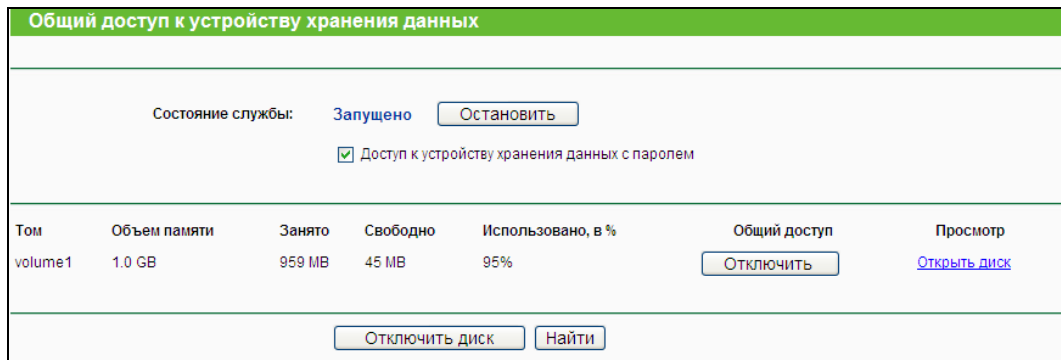 Общий доступ к устройству хранения данных
Состояние службы: Запущено Остановить
Доступ к устройству хранения данных с паролем
Том Объем памяти Занято Свободно Использовано, в % Общий доступ Просмотр
volume1 1.0 GB 959 MB 45 MB 95% Отключить Открыть диск
Отключить диск Найти